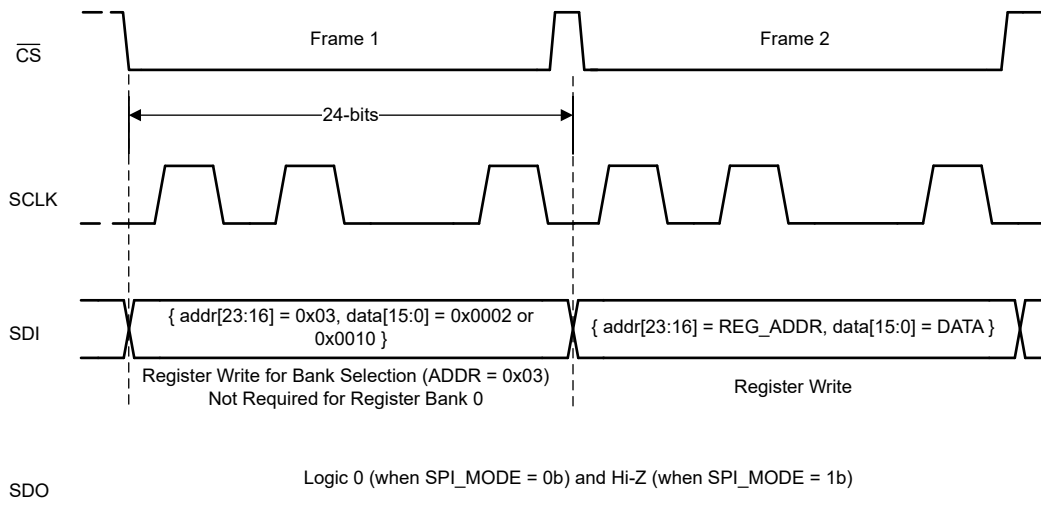 CS
Frame 1
Frame 2
24-bits
SCLK
SDI
{ addr[23:16] = 0x03, data[15:0] = 0x0002 or
0x0010 }
{ addr[23:16] = REG_ADDR, data[15:0] = DATA }
Register Write for Bank Selection (ADDR = 0x03)
Not Required for Register Bank 0
Register Write
SDO
Logic 0 (when SPI_MODE = 0b) and Hi-Z (when SPI_MODE = 1b)